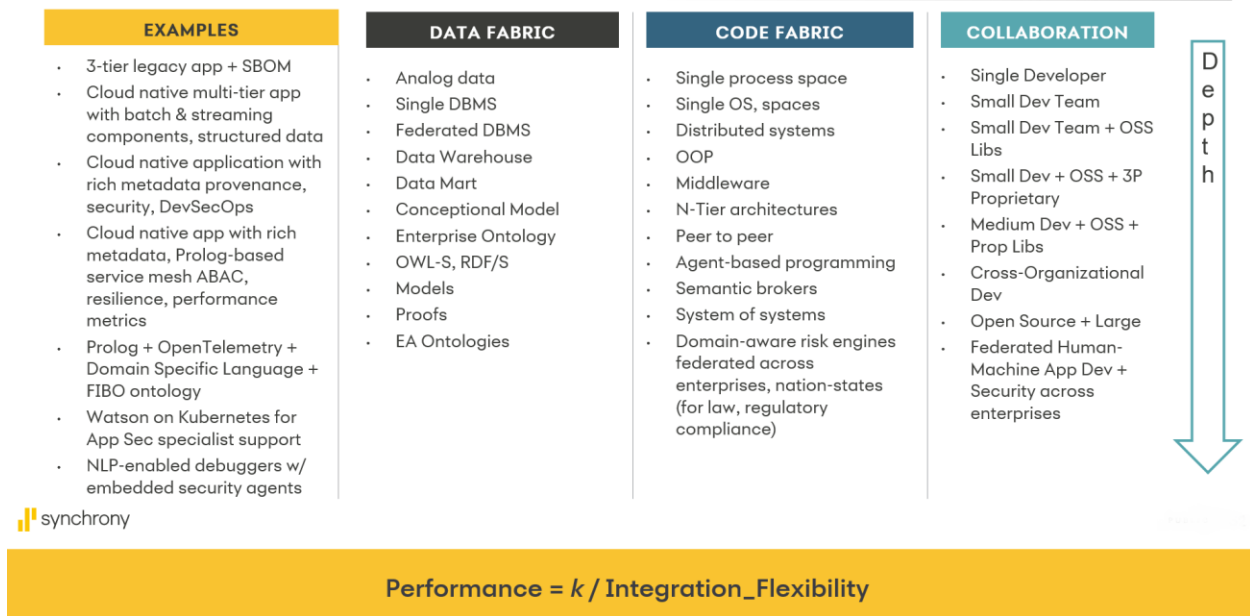 EXAMPLES
• 3-tier legacy app + SBOM
• Cloud native multi-tier app
with batch & streaming
components, structured data
• Cloud native application with
rich metadata provenance,
security, DevSecOps
• Cloud native app with rich
metadata, Prolog-based
service mesh ABAC,
resilience, performance
metrics
• Prolog + OpenTelemetry +
Domain Specific Language +
FIBO ontology
• Watson on Kubernetes for
App Sec specialist support
• NLP-enabled debuggers w/
embedded security agents
DATA FABRIC
• Analog data
• Single DBMS
• Federated DBMS
• Data Warehouse
• Data Mart
• Conceptual Model
• Enterprise Ontology
• OWL-S, RDF/S
• Models
• Proofs
• EA Ontologies
CODE FABRIC
• Single process space
• Single OS, spaces
• Distributed systems
• OOP
• Middleware
• N-Tier architectures
• Peer to peer
• Agent-based programming
• Semantic brokers
• System of systems
• Domain-aware risk engines
federated across
enterprises, nation-states
(for law, regulatory
compliance)
COLLABORATION
• Single Developer
• Small Dev Team
• Small Dev Team + OSS
Libs
• Small Dev + OSS + 3P
Proprietary
• Medium Dev + OSS +
Prop Libs
• Cross-Organizational
Dev
• Open Source + Large
• Federated Human-
Machine App Dev +
Security across
enterprises
Depth
synchrony
Performance = k / Integration_Flexibility